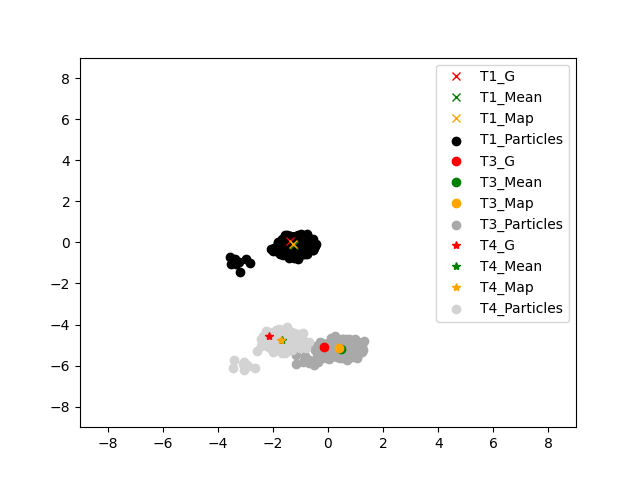 8
6
4
2
0
−2
−4
−6
−8
−8 −6 −4 −2 0 2 4 6 8
T1_G
T1_Mean
T1_Map
T1_Particles
T3_G
T3_Mean
T3_Map
T3_Particles
T4_G
T4_Mean
T4_Map
T4_Particles